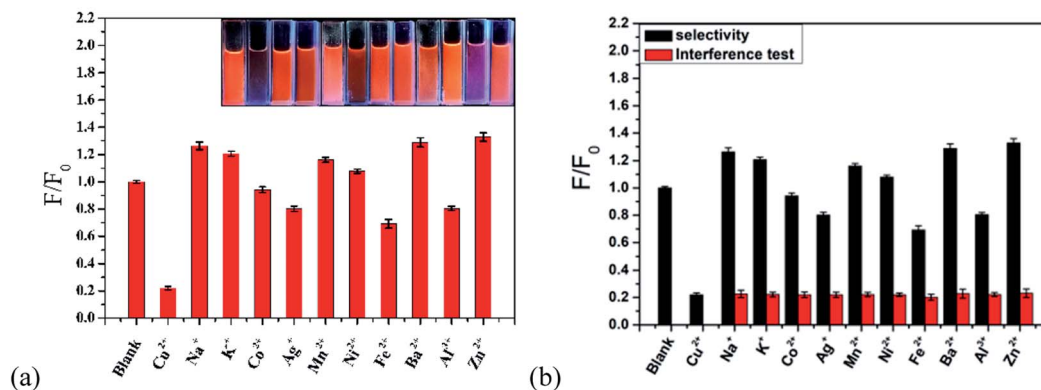 2.2
2.0
1.8
1.6
1.4
1.2
1.0
0.8
0.6
0.4
0.2
0.0
F/F₀
Blank
Cu²⁺
Na⁺
K⁺
Co²⁺
Ag⁺
Mn²⁺
Ni²⁺
Fe²⁺
Ba²⁺
Al³⁺
Zn²⁺
(a)
2.2
2.0
1.8
1.6
1.4
1.2
1.0
0.8
0.6
0.4
0.2
0.0
F/F₀
selectivity
Interference test
Blank
Cu²⁺
Na⁺
K⁺
Co²⁺
Ag⁺
Mn²⁺
Ni²⁺
Fe²⁺
Ba²⁺
Al³⁺
Zn²⁺
(b)